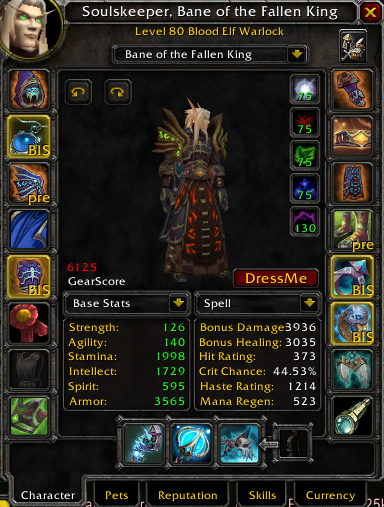 Soulskeeper, Bane of the Fallen King
Level 80 Blood Elf Warlock
Bane of the Fallen King
BIS
pre
BIS
75
75
75
75
130
pre
BIS
BIS
6125
GearScore
DressMe
Base Stats
Spell
Strength: 126
Agility: 140
Stamina: 1998
Intellect: 1729
Spirit: 595
Armor: 3565
Bonus Damage 3936
Bonus Healing: 3035
Hit Rating: 373
Crit Chance: 44.53%
Haste Rating: 1214
Mana Regen: 523
Character
Pets
Reputation
Skills
Currency